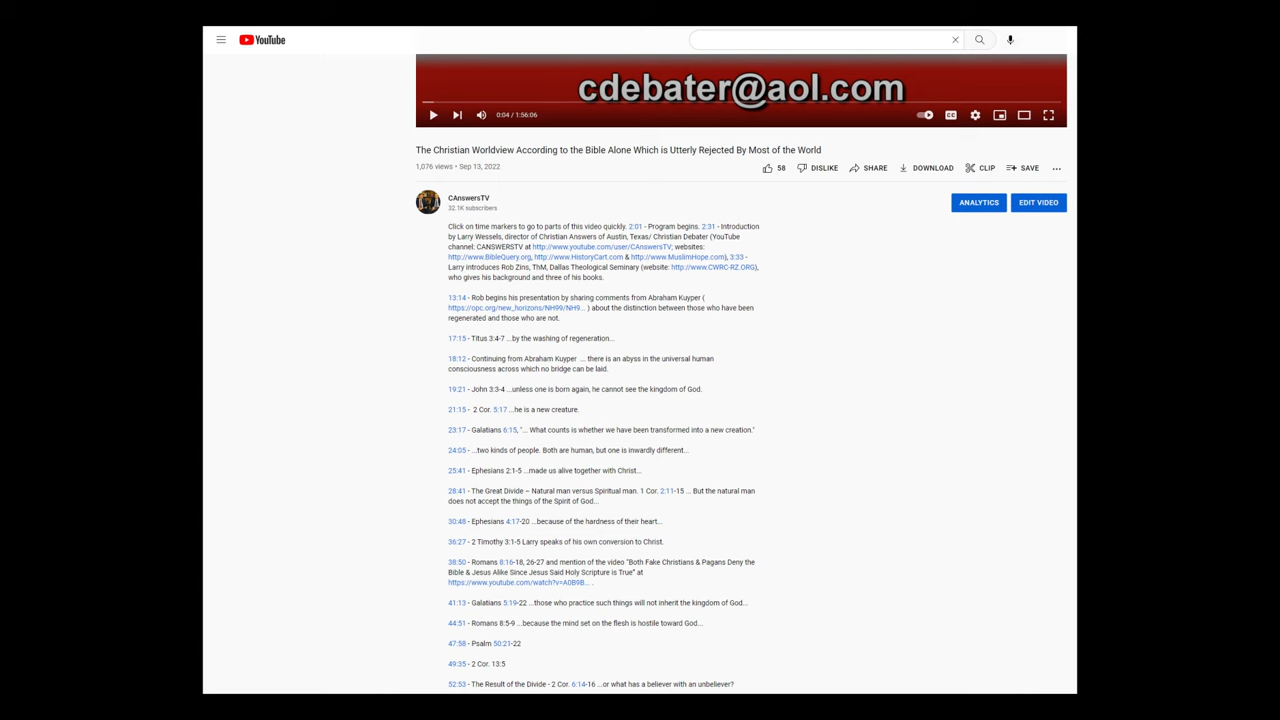 YouTube
cdebater@aol.com
0:04 / 1:56:06
CC
The Christian Worldview According to the Bible Alone Which is Utterly Rejected By Most of the World
1,076 views • Sep 13, 2022
58 DISLIKE SHARE DOWNLOAD CLIP SAVE ...
CAnswersTV
32.1K subscribers
ANALYTICS EDIT VIDEO
Click on time markers to go to parts of this video quickly. 2:01 - Program begins. 2:31 - Introduction
by Larry Wessels, director of Christian Answers of Austin, Texas/ Christian Debater (YouTube
channel: CANSWERSTV at http://www.youtube.com/user/CAnswersTV; websites:
http://www.BibleQuery.org, http://www.HistoryCart.com & http://www.MuslimHope.com), 3:33 -
Larry introduces Rob Zins, ThM, Dallas Theological Seminary (website: http://www.CWRC-RZ.ORG),
who gives his background and three of his books.
13:14 - Rob begins his presentation by sharing comments from Abraham Kuyper (
https://opc.org/new_horizons/NH99/NH9... ) about the distinction between those who have been
regenerated and those who are not.
17:15 - Titus 3:4-7 ...by the washing of regeneration...
18:12 - Continuing from Abraham Kuyper ... there is an abyss in the universal human
consciousness across which no bridge can be laid.
19:21 - John 3:3-4 ...unless one is born again, he cannot see the kingdom of God.
21:15 - 2 Cor. 5:17 ...he is a new creature.
23:17 - Galatians 6:15, "... What counts is whether we have been transformed into a new creation."
24:05 - ...two kinds of people. Both are human, but one is inwardly different...
25:41 - Ephesians 2:1-5 ...made us alive together with Christ...
28:41 - The Great Divide – Natural man versus Spiritual man. 1 Cor. 2:11-15 ... But the natural man
does not accept the things of the Spirit of God...
30:48 - Ephesians 4:17-20 ...because of the hardness of their heart...
36:27 - 2 Timothy 3:1-5 Larry speaks of his own conversion to Christ.
38:50 - Romans 8:16-18, 26-27 and mention of the video "Both Fake Christians & Pagans Deny the
Bible & Jesus Alike Since Jesus Said Holy Scripture is True" at
https://www.youtube.com/watch?v=A0B9B... .
41:13 - Galatians 5:19-22 ...those who practice such things will not inherit the kingdom of God...
44:51 - Romans 8:5-9 ...because the mind set on the flesh is hostile toward God...
47:58 - Psalm 50:21-22
49:35 - 2 Cor. 13:5
52:53 - The Result of the Divide - 2 Cor. 6:14-16 ...or what has a believer with an unbeliever?